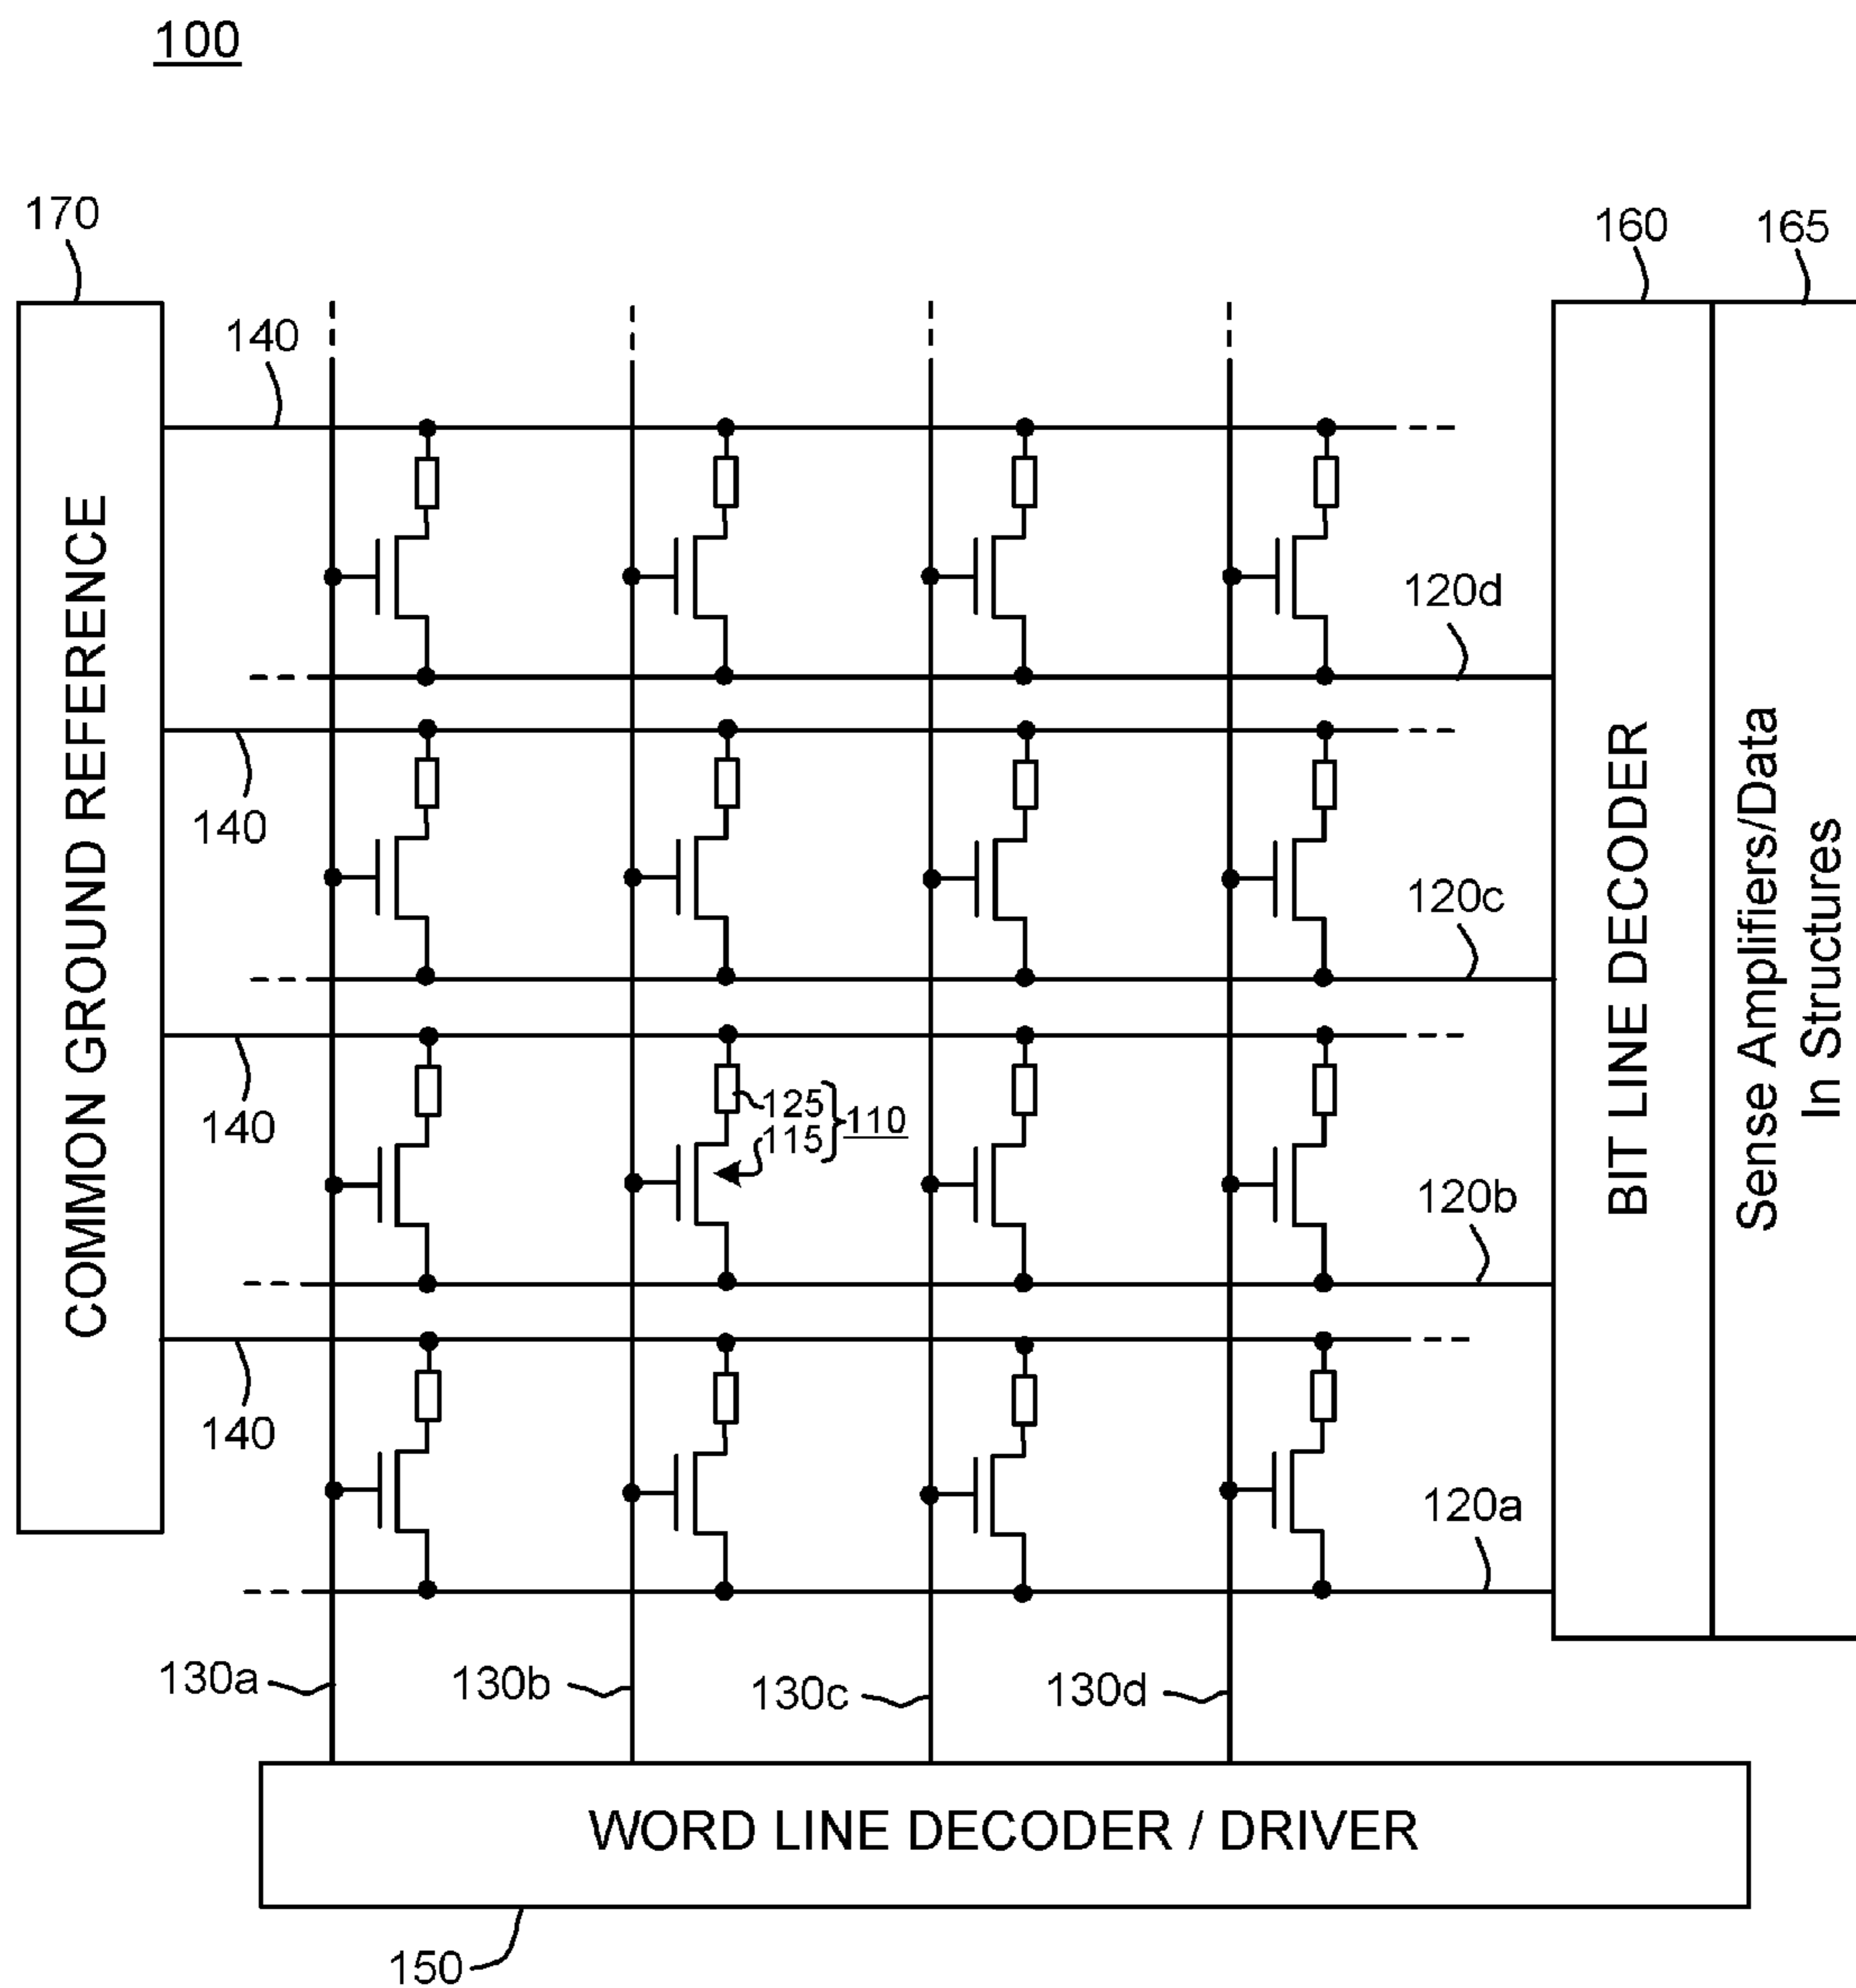 100
170
160
165
140
120d
140
120c
COMMON GROUND REFERENCE
BIT LINE DECODER
Sense Amplifiers/Data
In Structures
125
115
110
140
120b
140
120a
130a
130b
130c
130d
WORD LINE DECODER / DRIVER
150